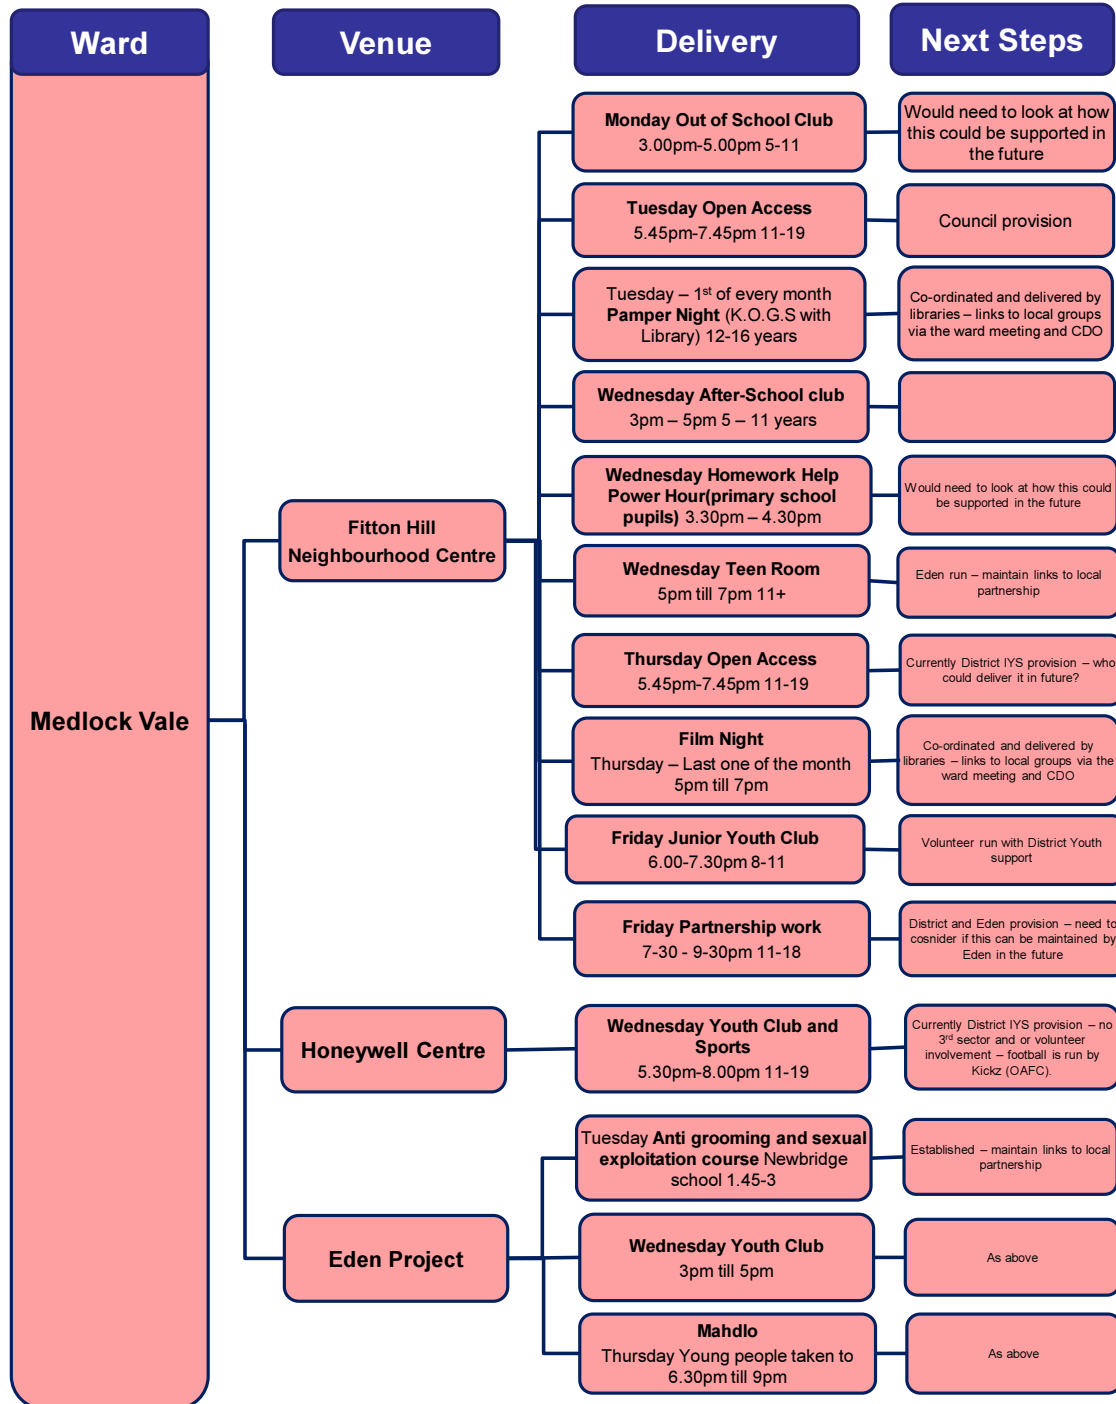 Ward
Venue
Delivery
Next Steps
Medlock Vale
Fitton Hill
Neighbourhood Centre
Monday Out of School Club
3.00pm-5.00pm 5-11
Would need to look at how
this could be supported in
the future
Tuesday Open Access
5.45pm-7.45pm 11-19
Council provision
Tuesday – 1st of every month
Pamper Night (K.O.G.S with
Library) 12-16 years
Co-ordinated and delivered by
libraries – links to local groups
via the ward meeting and CDO
Wednesday After-School club
3pm – 5pm 5 – 11 years
Wednesday Homework Help
Power Hour(primary school
pupils) 3.30pm – 4.30pm
Would need to look at how this could
be supported in the future
Wednesday Teen Room
5pm till 7pm 11+
Eden run – maintain links to local
partnership
Thursday Open Access
5.45pm-7.45pm 11-19
Currently District IYS provision – who
could deliver it in future?
Film Night
Thursday – Last one of the month
5pm till 7pm
Co-ordinated and delivered by
libraries – links to local groups via the
ward meeting and CDO
Friday Junior Youth Club
6.00-7.30pm 8-11
Volunteer run with District Youth
support
Friday Partnership work
7-30 - 9-30pm 11-18
District and Eden provision – need to
cosnider if this can be maintained by
Eden in the future
Honeywell Centre
Wednesday Youth Club and
Sports
5.30pm-8.00pm 11-19
Currently District IYS provision – no
3rd sector and or volunteer
involvement – football is run by
Kickz (OAFC).
Eden Project
Tuesday Anti grooming and sexual
exploitation course Newbridge
school 1.45-3
Established – maintain links to local
partnership
Wednesday Youth Club
3pm till 5pm
As above
Mahdlo
Thursday Young people taken to
6.30pm till 9pm
As above